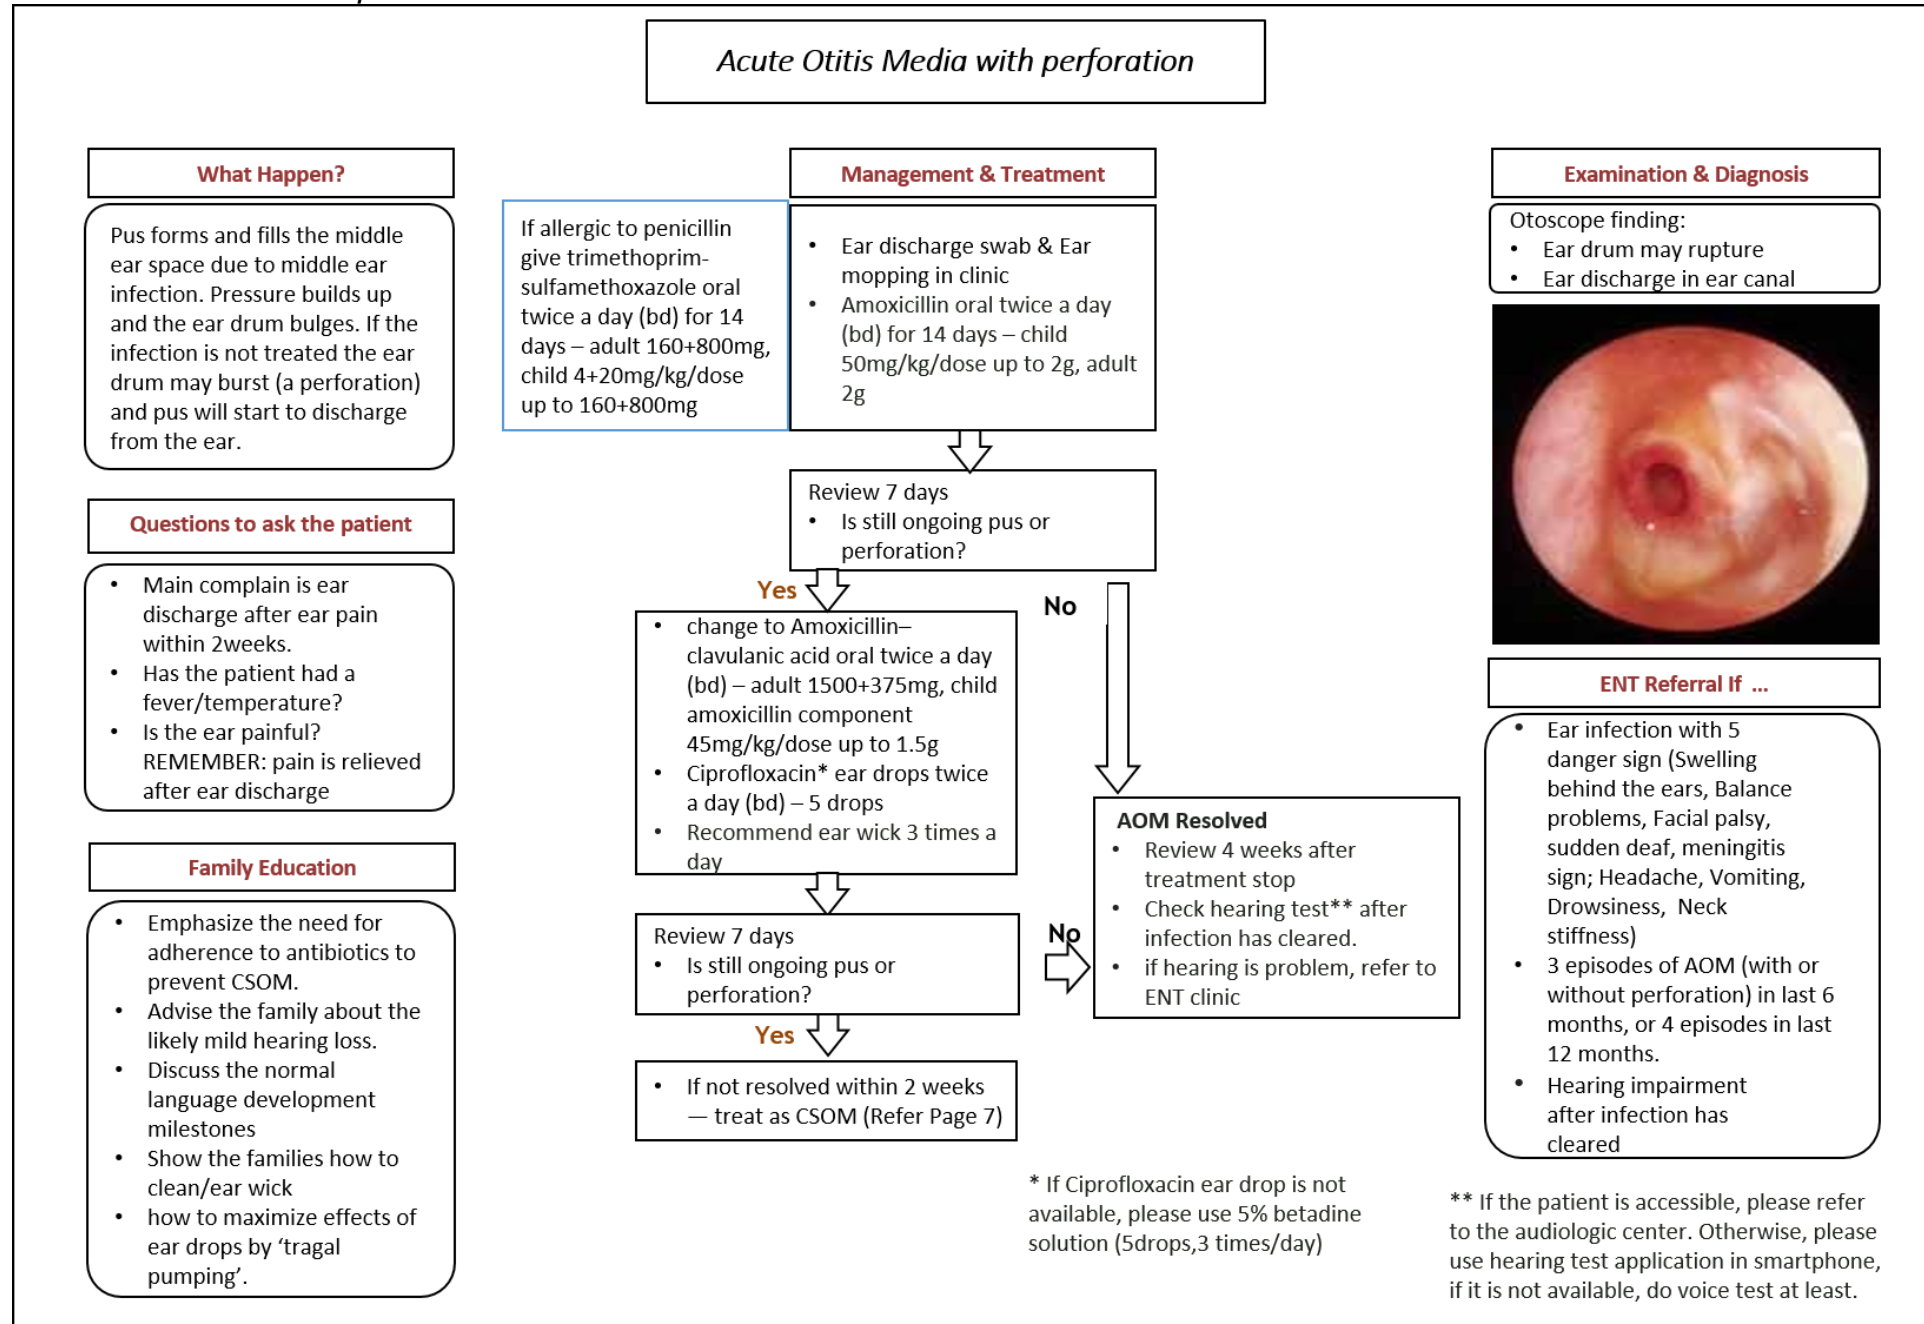 Acute Otitis Media with perforation
What Happen?
Pus forms and fills the middle
ear space due to middle ear
infection. Pressure builds up
and the ear drum bulges. If the
infection is not treated the ear
drum may burst (a perforation)
and pus will start to discharge
from the ear.
Questions to ask the patient
• Main complain is ear
discharge after ear pain
within 2weeks.
• Has the patient had a
fever/temperature?
• Is the ear painful?
REMEMBER: pain is relieved
after ear discharge
Family Education
• Emphasize the need for
adherence to antibiotics to
prevent CSOM.
• Advise the family about the
likely mild hearing loss.
• Discuss the normal
language development
milestones
• Show the families how to
clean/ear wick
• how to maximize effects of
ear drops by ‘tragal
pumping’.
Management & Treatment
If allergic to penicillin
give trimethoprim-
sulfamethoxazole oral
twice a day (bd) for 14
days – adult 160+800mg,
child 4+20mg/kg/dose
up to 160+800mg
• Ear discharge swab & Ear
mopping in clinic
• Amoxicillin oral twice a day
(bd) for 14 days – child
50mg/kg/dose up to 2g, adult
2g
Review 7 days
• Is still ongoing pus or
perforation?
Yes
No
• change to Amoxicillin–
clavulanic acid oral twice a day
(bd) – adult 1500+375mg, child
amoxicillin component
45mg/kg/dose up to 1.5g
• Ciprofloxacin* ear drops twice
a day (bd) – 5 drops
• Recommend ear wick 3 times a
day
Review 7 days
• Is still ongoing pus or
perforation?
No
Yes
• If not resolved within 2 weeks
— treat as CSOM (Refer Page 7)
AOM Resolved
• Review 4 weeks after
treatment stop
• Check hearing test** after
infection has cleared.
• if hearing is problem, refer to
ENT clinic
* If Ciprofloxacin ear drop is not
available, please use 5% betadine
solution (5drops,3 times/day)
Examination & Diagnosis
Otoscope finding:
• Ear drum may rupture
• Ear discharge in ear canal
ENT Referral If ...
• Ear infection with 5
danger sign (Swelling
behind the ears, Balance
problems, Facial palsy,
sudden deaf, meningitis
sign; Headache, Vomiting,
Drowsiness, Neck
stiffness)
• 3 episodes of AOM (with or
without perforation) in last 6
months, or 4 episodes in last
12 months.
• Hearing impairment
after infection has
cleared
** If the patient is accessible, please refer
to the audiologic center. Otherwise, please
use hearing test application in smartphone,
if it is not available, do voice test at least.